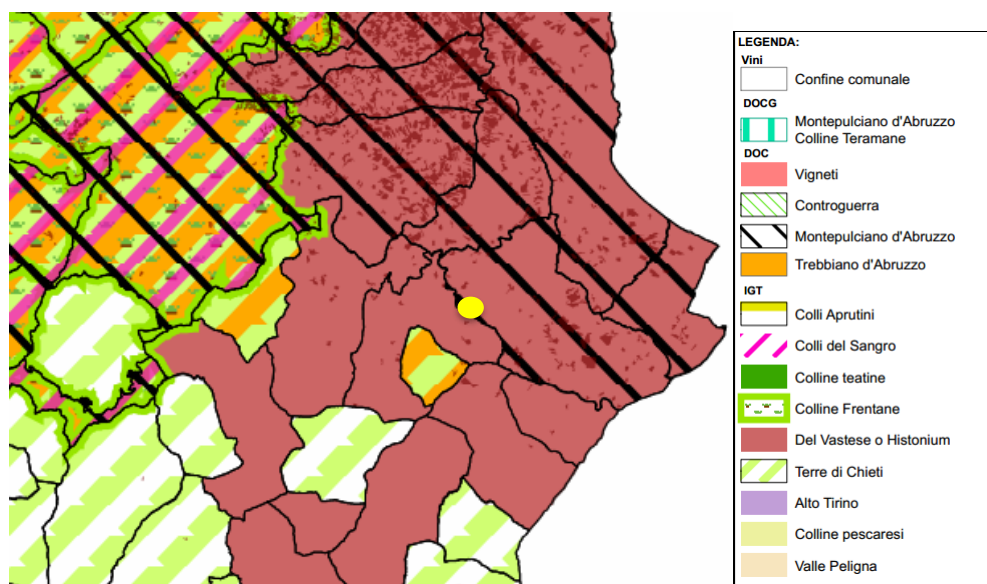 LEGENDA:
Vini
Confine comunale
DOCG
Montepulciano d'Abruzzo
Colline Teramane
DOC
Vigneti
Controguerra
Montepulciano d'Abruzzo
Trebbiano d'Abruzzo
IGT
Colli Aprutini
Colli del Sangro
Colline teatine
Colline Frentane
Del Vastese o Histonium
Terre di Chieti
Alto Tirino
Colline pescaresi
Valle Peligna